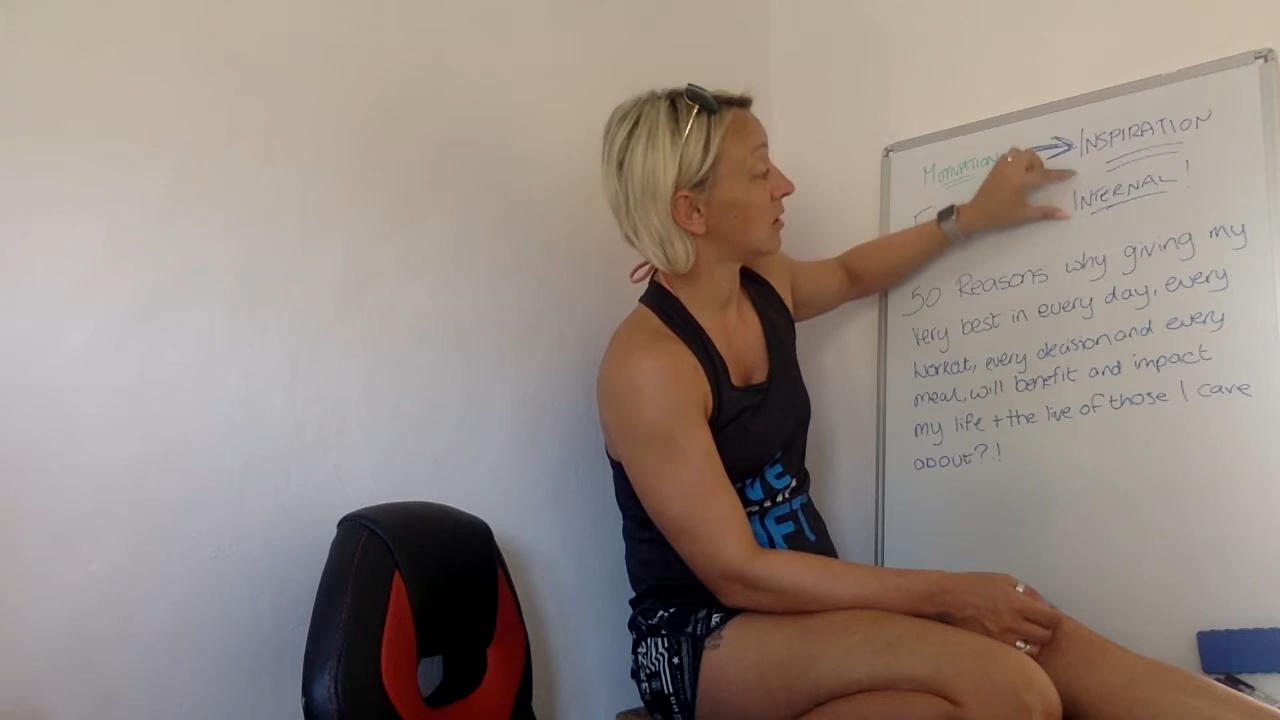 MOTIVATION → INSPIRATION
INTERNAL!
50 Reasons why giving my
very best in every day, every
workat, every decision and every
meal, will benefit and impact
my life + the live of those I care
about?!